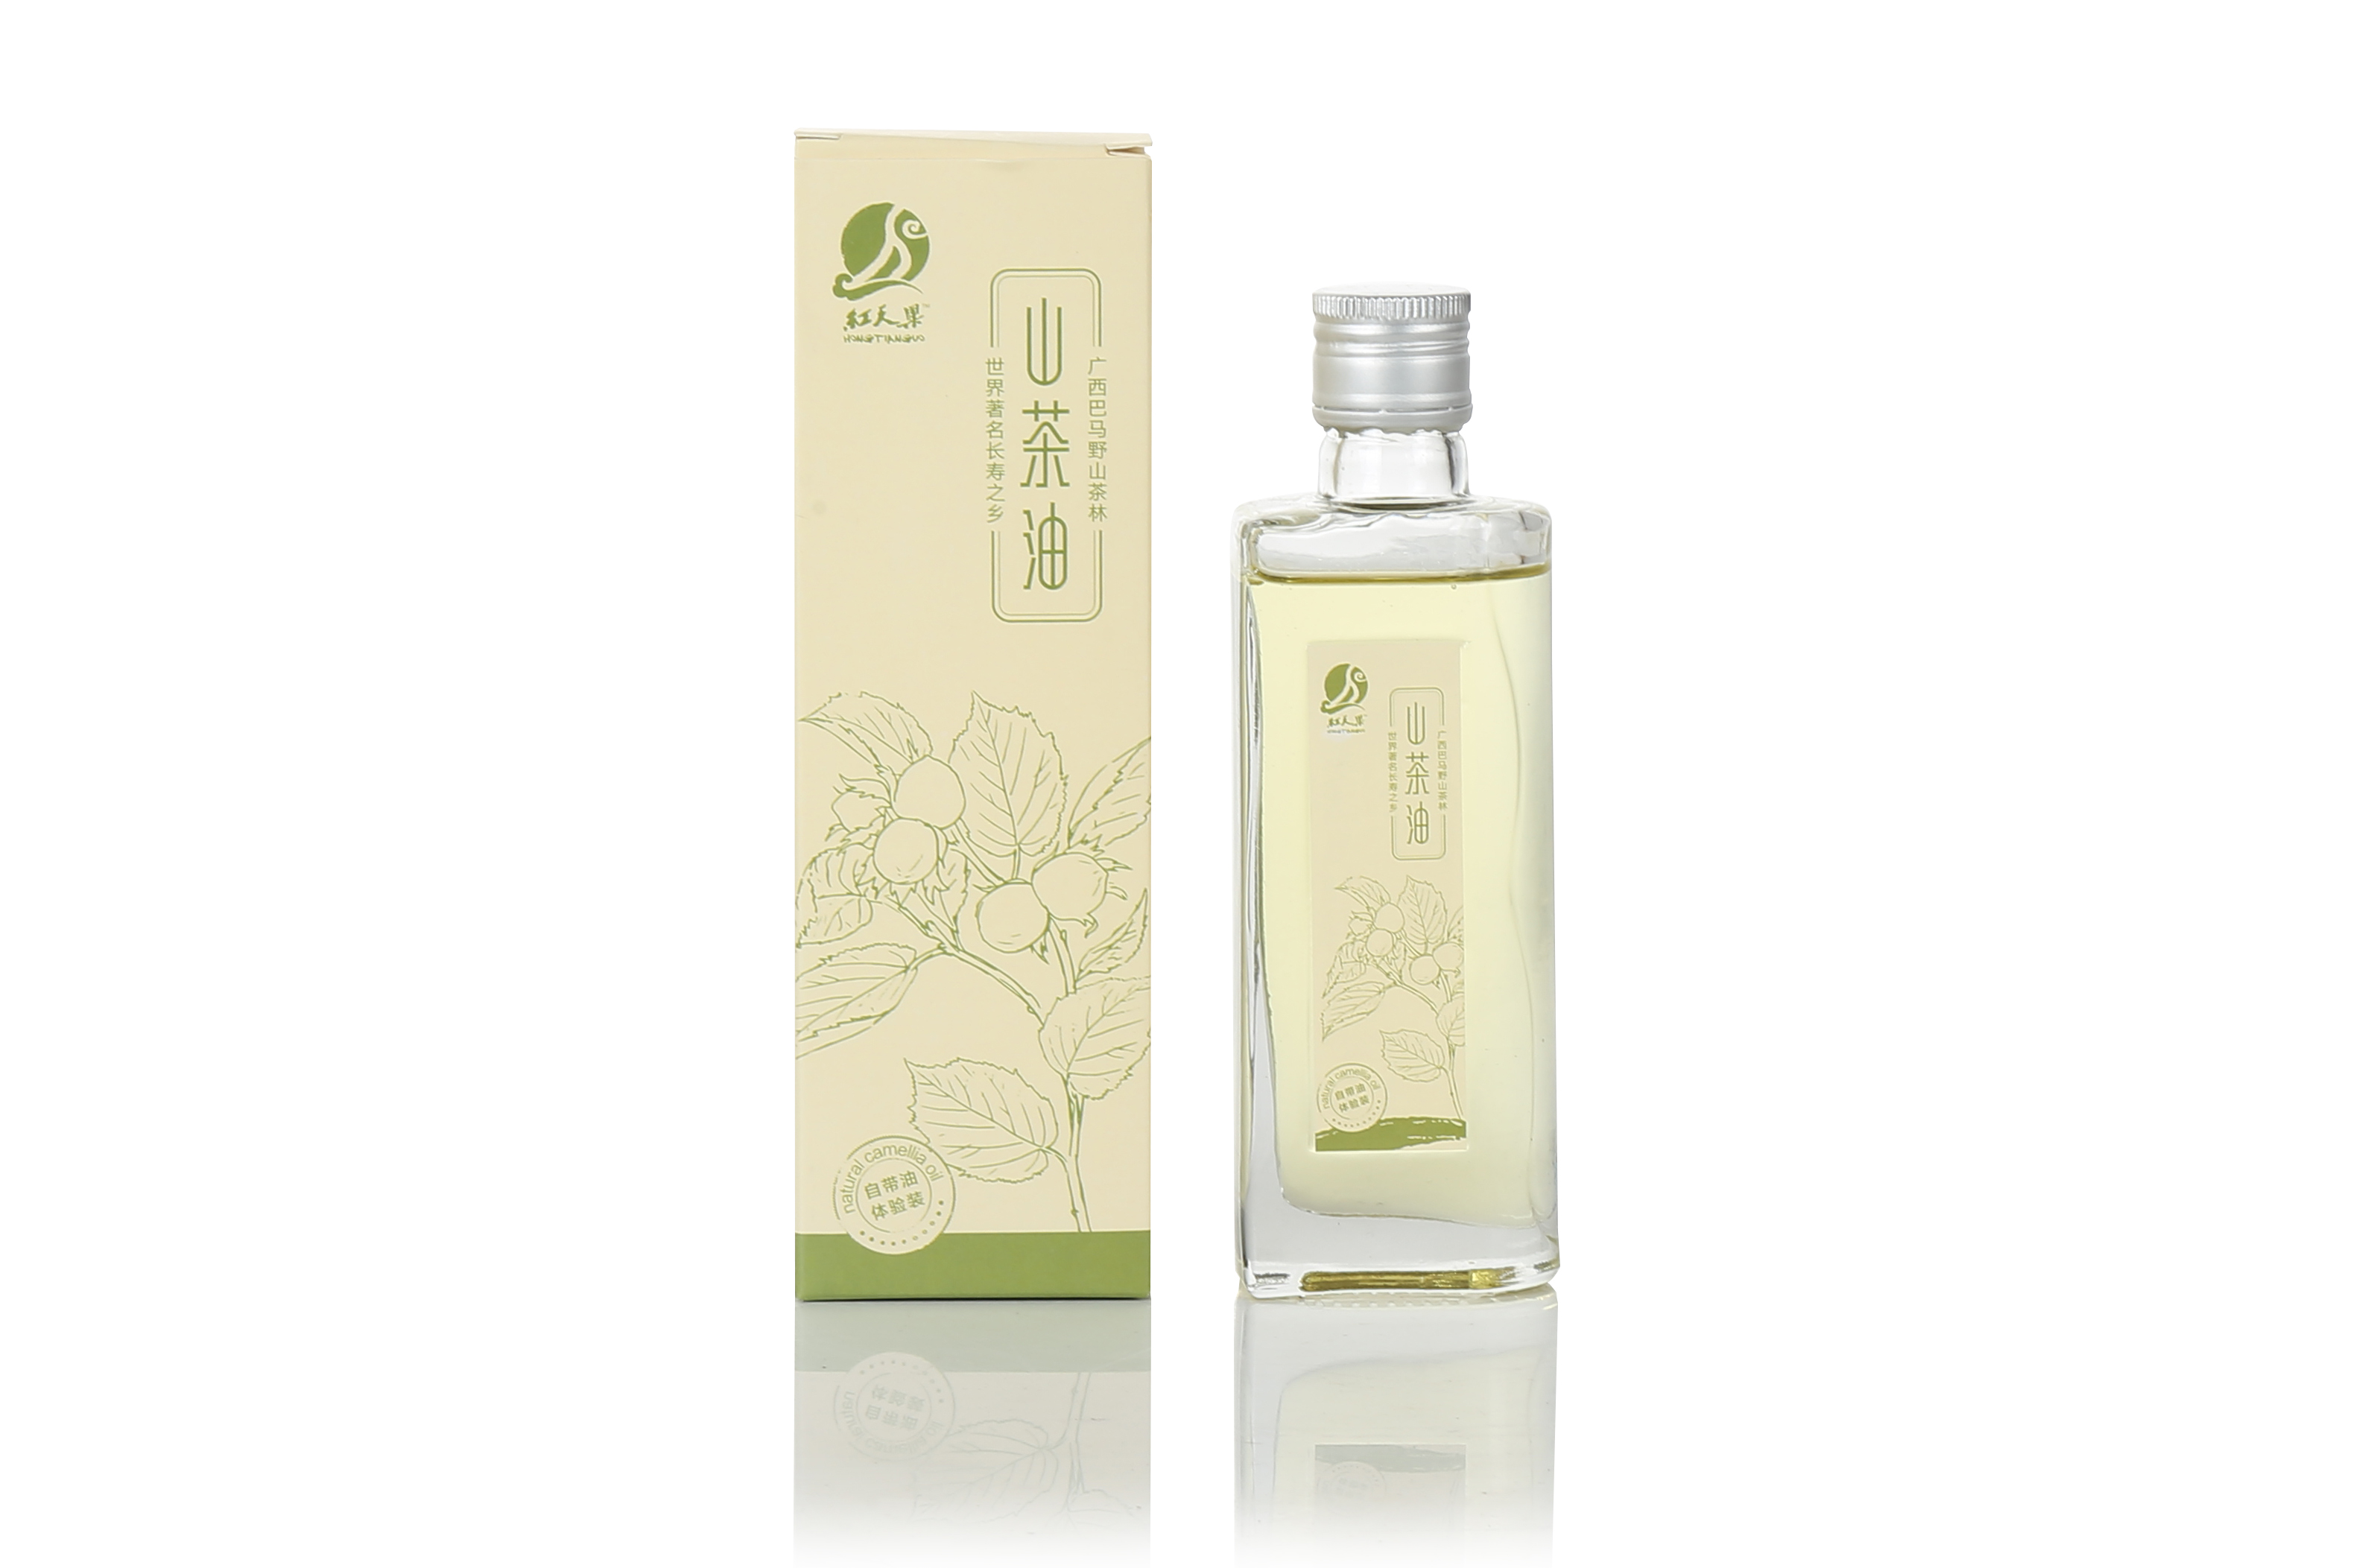 紅天果
HONGTIANGUO
广西巴马野山茶林
山茶油
世界著名长寿之乡
natural camellia oil
自带油
体验装
紅天果
HONGTIANGUO
广西巴马野山茶林
山茶油
世界著名长寿之乡
natural camellia oil
自带油
体验装